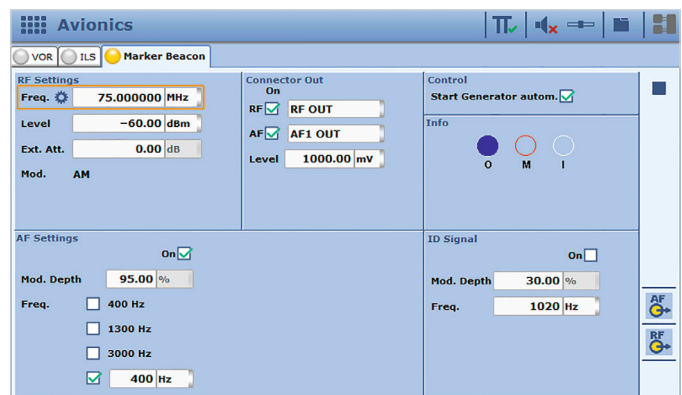 Avionics
VOR ILS Marker Beacon
RF Settings
Freq. 75.000000 MHz
Level −60.00 dBm
Ext. Att. 0.00 dB
Mod. AM
Connector Out
On
RF RF OUT
AF AF1 OUT
Level 1000.00 mV
Control
Start Generator autom.
Info
O M I
AF Settings
On
Mod. Depth 95.00 %
Freq. 400 Hz
1300 Hz
3000 Hz
400 Hz
ID Signal
On
Mod. Depth 30.00 %
Freq. 1020 Hz
AF
RF